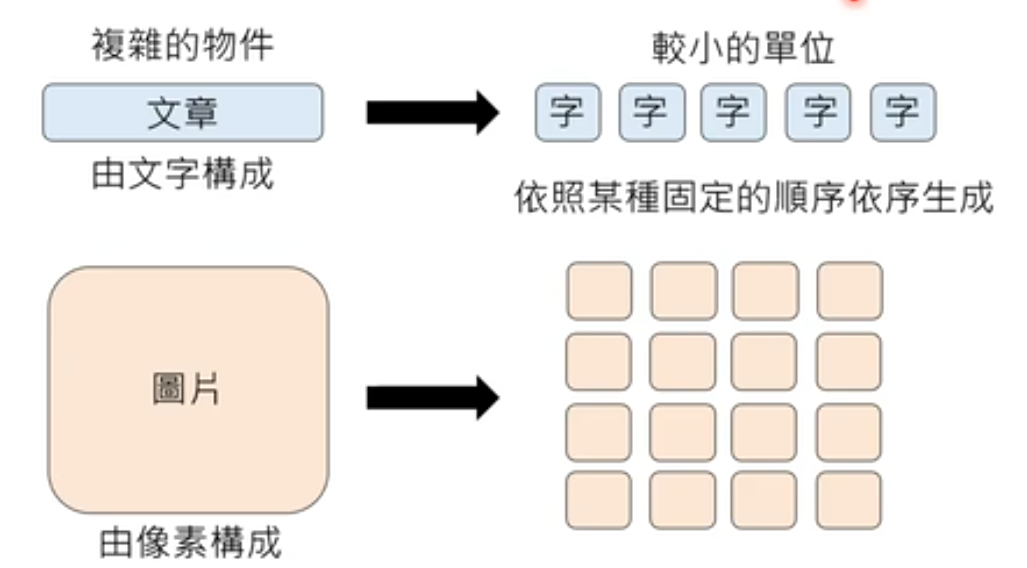 複雜的物件
較小的單位
文章
字 字 字 字 字
由文字構成
依照某種固定的順序依序生成
圖片
由像素構成